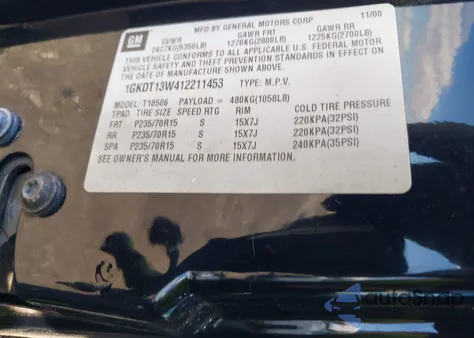 MFD BY GENERAL MOTORS CORP 11/00
GM
GVWR GAWR FRT GAWR RR
2427KG(5350LB) 1270KG(2800LB) 1225KG(2700LB)
THIS VEHICLE CONFORMS TO ALL APPLICABLE U.S. FEDERAL MOTOR
VEHICLE SAFETY AND THEFT PREVENTION STANDARDS IN EFFECT ON
THE DATE OF MANUFACTURE SHOWN ABOVE.
1GKDT13W412211453 TYPE: M.P.V.
MODEL: T10506 PAYLOAD = 480KG(1058LB)
TPAD TIRE SIZE SPEED RTG RIM COLD TIRE PRESSURE
FRT P235/70R15 S 15X7J 220KPA(32PSI)
RR P235/70R15 S 15X7J 220KPA(32PSI)
SPA P235/70R15 S 15X7J 240KPA(35PSI)
SEE OWNER'S MANUAL FOR MORE INFORMATION.
autosnap